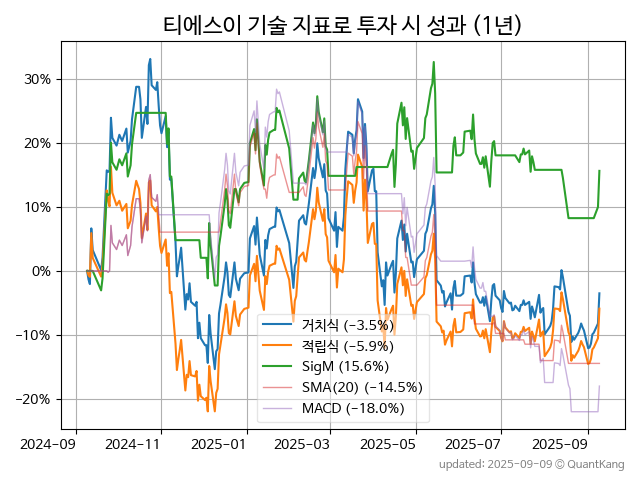 티에스이 기술 지표로 투자 시 성과 (1년)
30%
20%
10%
0%
−10%
−20%
거치식 (−3.5%)
적립식 (−5.9%)
SigM (15.6%)
SMA(20) (−14.5%)
MACD (−18.0%)
2024−09 2024−11 2025−01 2025−03 2025−05 2025−07 2025−09
updated: 2025−09−09 © QuantKang